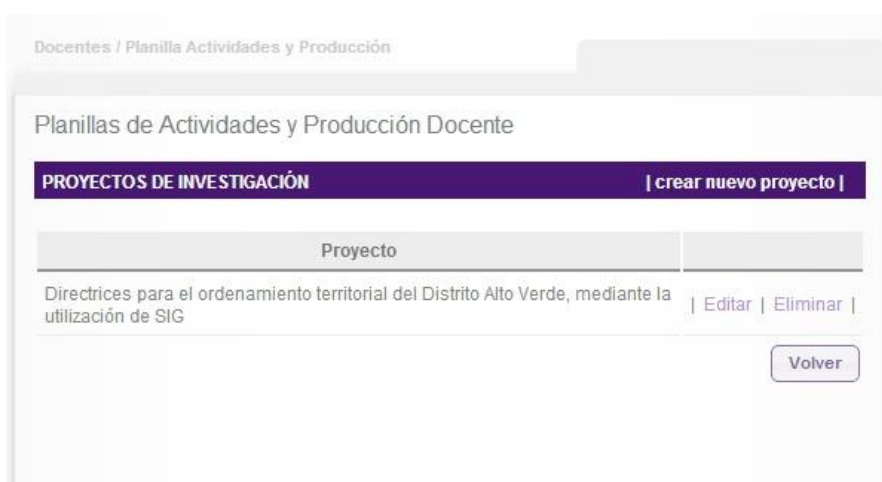 Docentes / Planilla Actividades y Producción
Planillas de Actividades y Producción Docente
PROYECTOS DE INVESTIGACIÓN | crear nuevo proyecto |
Proyecto
Directrices para el ordenamiento territorial del Distrito Alto Verde, mediante la
utilización de SIG
| Editar | Eliminar |
Volver